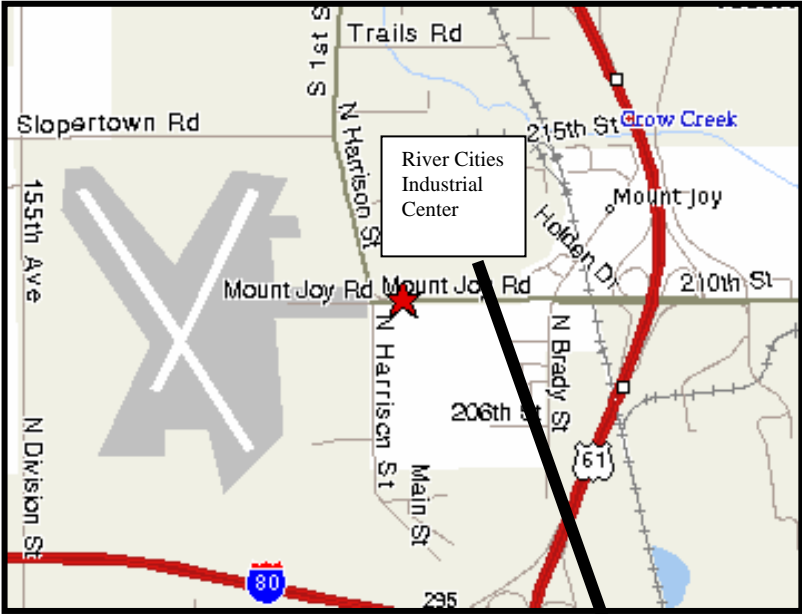 Trails Rd
S 1st S
Slopertown Rd
N Harrison St
215th St
Crow Creek
River Cities
Industrial
Center
Mount Joy
155th Ave
Holden Dr
Mount Joy Rd
Mount Joy Rd
210th St
N Harrison St
N Brady St
206th St
61
N Division St
Main St
80
295